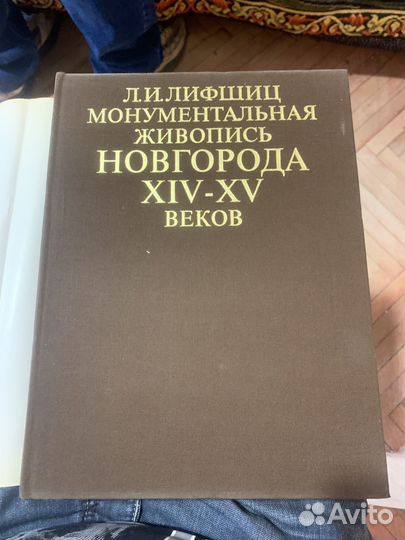 Л.И.ЛИФШИЦ
МОНУМЕНТАЛЬНАЯ
ЖИВОПИСЬ
НОВГОРОДА
XIV-XV
ВЕКОВ
Avito